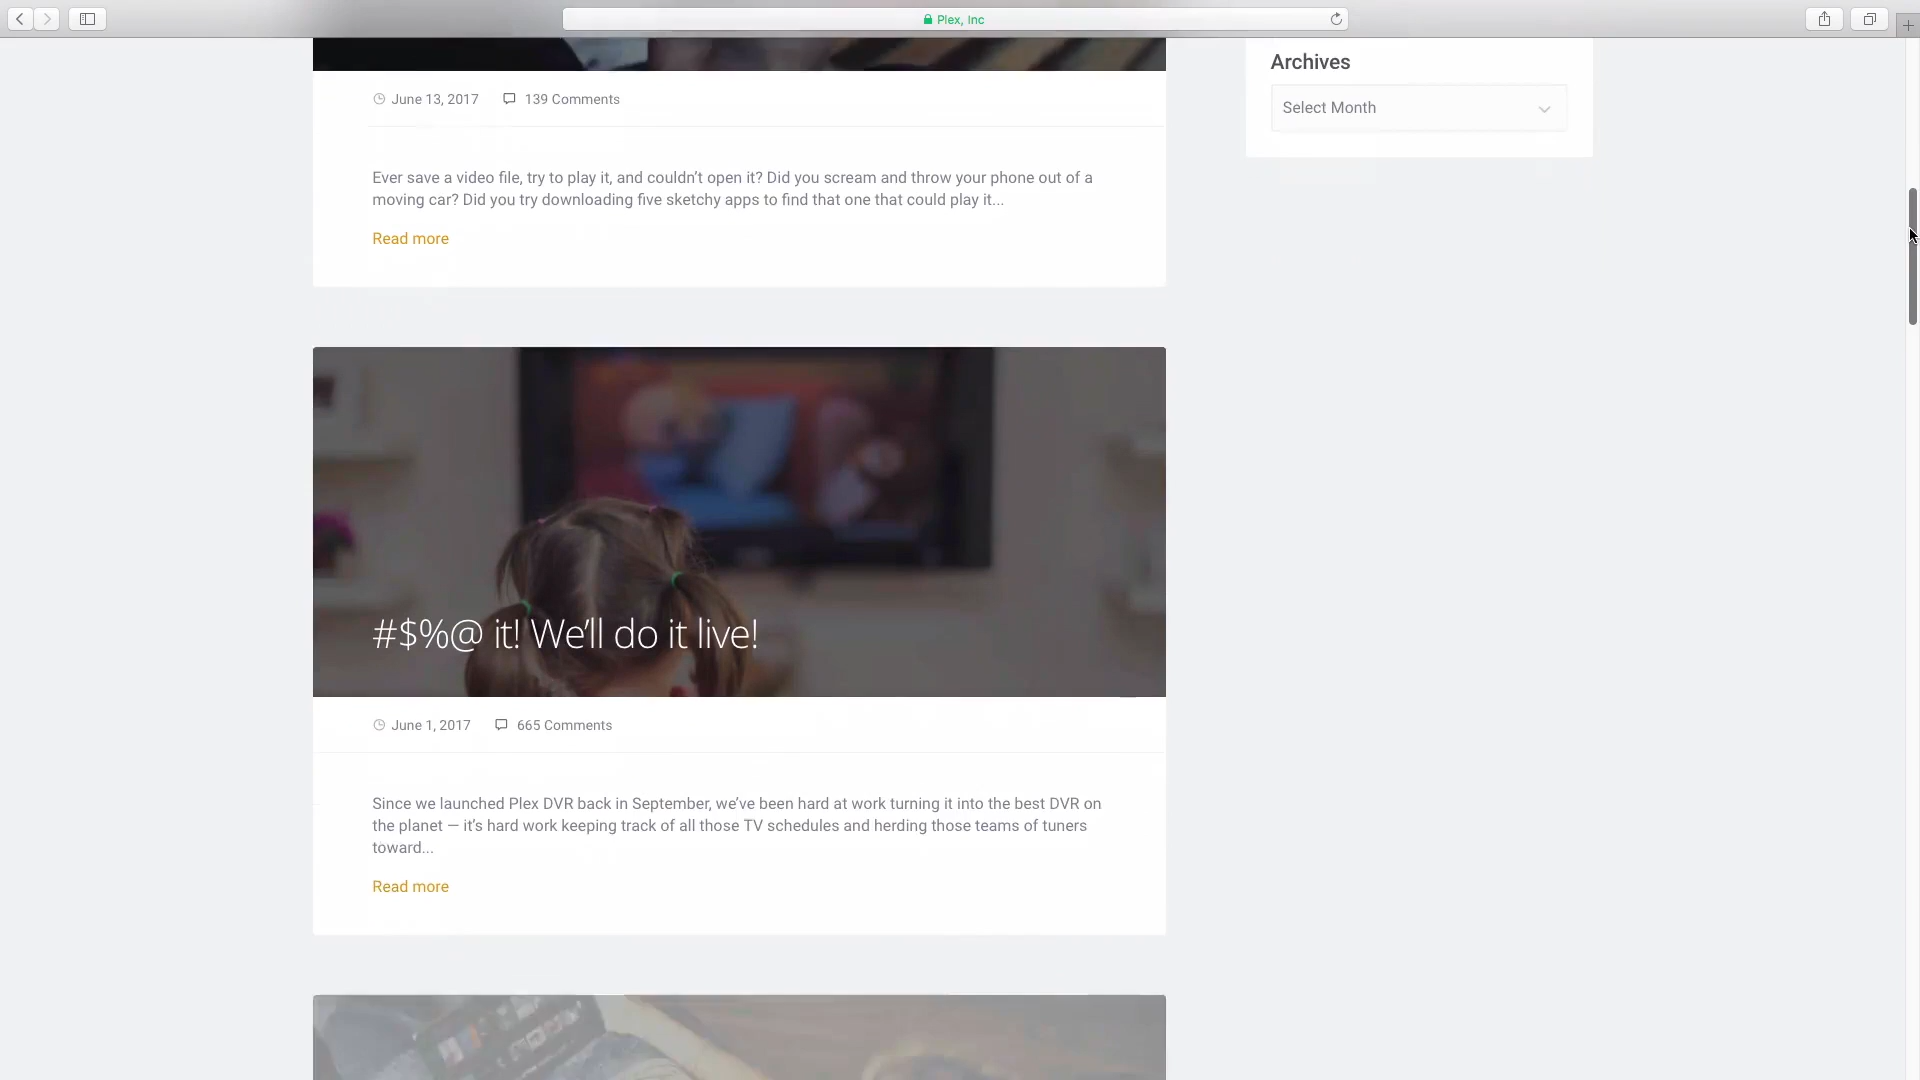 Plex, Inc
Archives
Select Month
June 13, 2017 139 Comments
Ever save a video file, try to play it, and couldn’t open it? Did you scream and throw your phone out of a
moving car? Did you try downloading five sketchy apps to find that one that could play it...
Read more
#$%@ it! We’ll do it live!
June 1, 2017 665 Comments
Since we launched Plex DVR back in September, we’ve been hard at work turning it into the best DVR on
the planet — it’s hard work keeping track of all those TV schedules and herding those teams of tuners
toward...
Read more